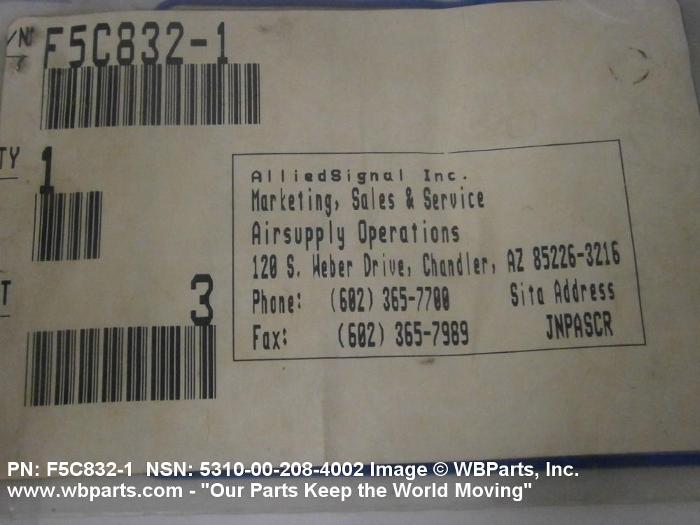 F5C832-1
1
3
AlliedSignal Inc.
Marketing, Sales & Service
Airsupply Operations
120 S. Weber Drive, Chandler, AZ 85226-3216
Phone: (602) 365-7700 Sita Address
Fax: (602) 365-7989 JNPASCR
PN: F5C832-1 NSN: 5310-00-208-4002 Image © WBParts, Inc.
www.wbparts.com - "Our Parts Keep the World Moving"